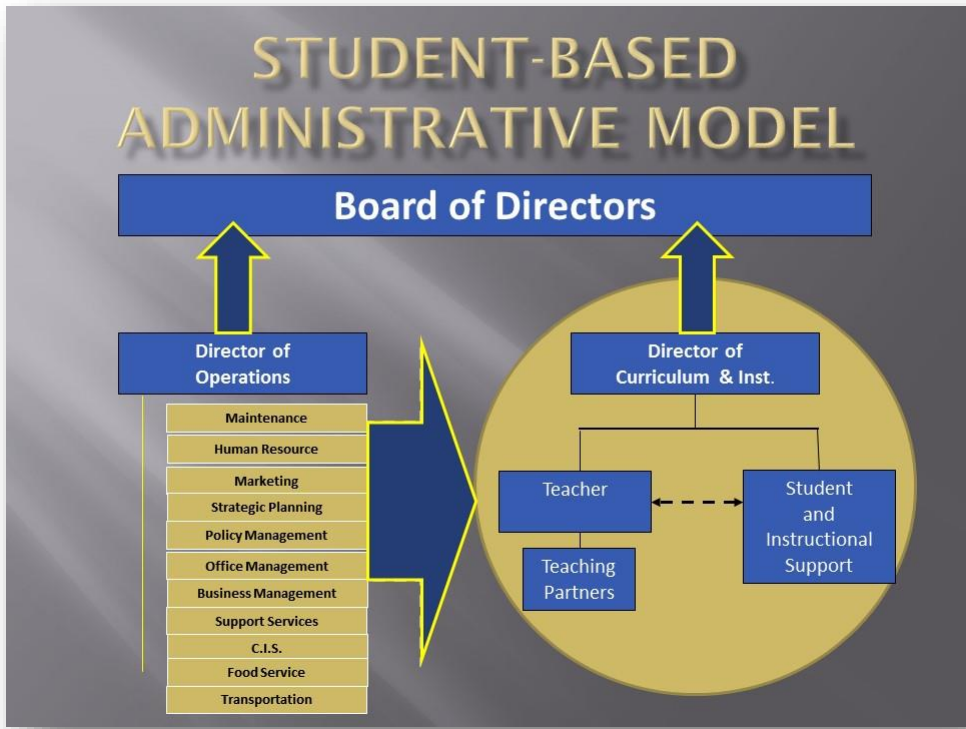 STUDENT-BASED
ADMINISTRATIVE MODEL
Board of Directors
Director of
Operations
Maintenance
Human Resource
Marketing
Strategic Planning
Policy Management
Office Management
Business Management
Support Services
C.I.S.
Food Service
Transportation
Director of
Curriculum & Inst.
Teacher
Teaching
Partners
Student
and
Instructional
Support